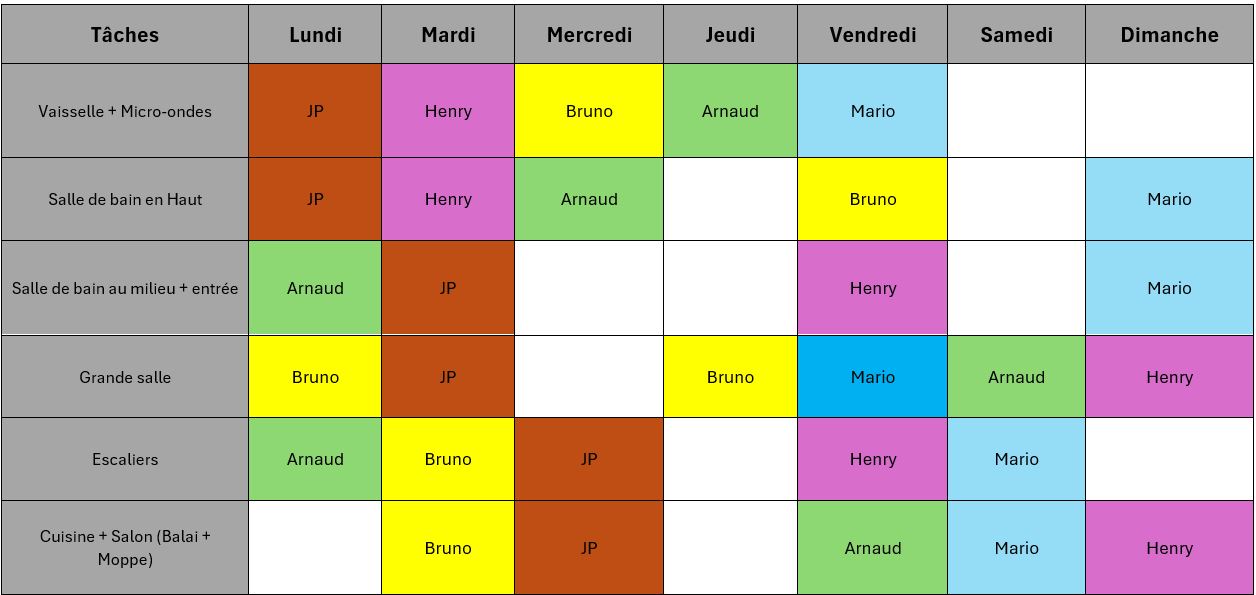 Tâches Lundi Mardi Mercredi Jeudi Vendredi Samedi Dimanche
Vaisselle + Micro-ondes JP Henry Bruno Arnaud Mario
Salle de bain en Haut JP Henry Arnaud Bruno Mario
Salle de bain au milieu + entrée Arnaud JP Henry Mario
Grande salle Bruno JP Bruno Mario Arnaud Henry
Escaliers Arnaud Bruno JP Henry Mario
Cuisine + Salon (Balai +
Moppe) Bruno JP Arnaud Mario Henry